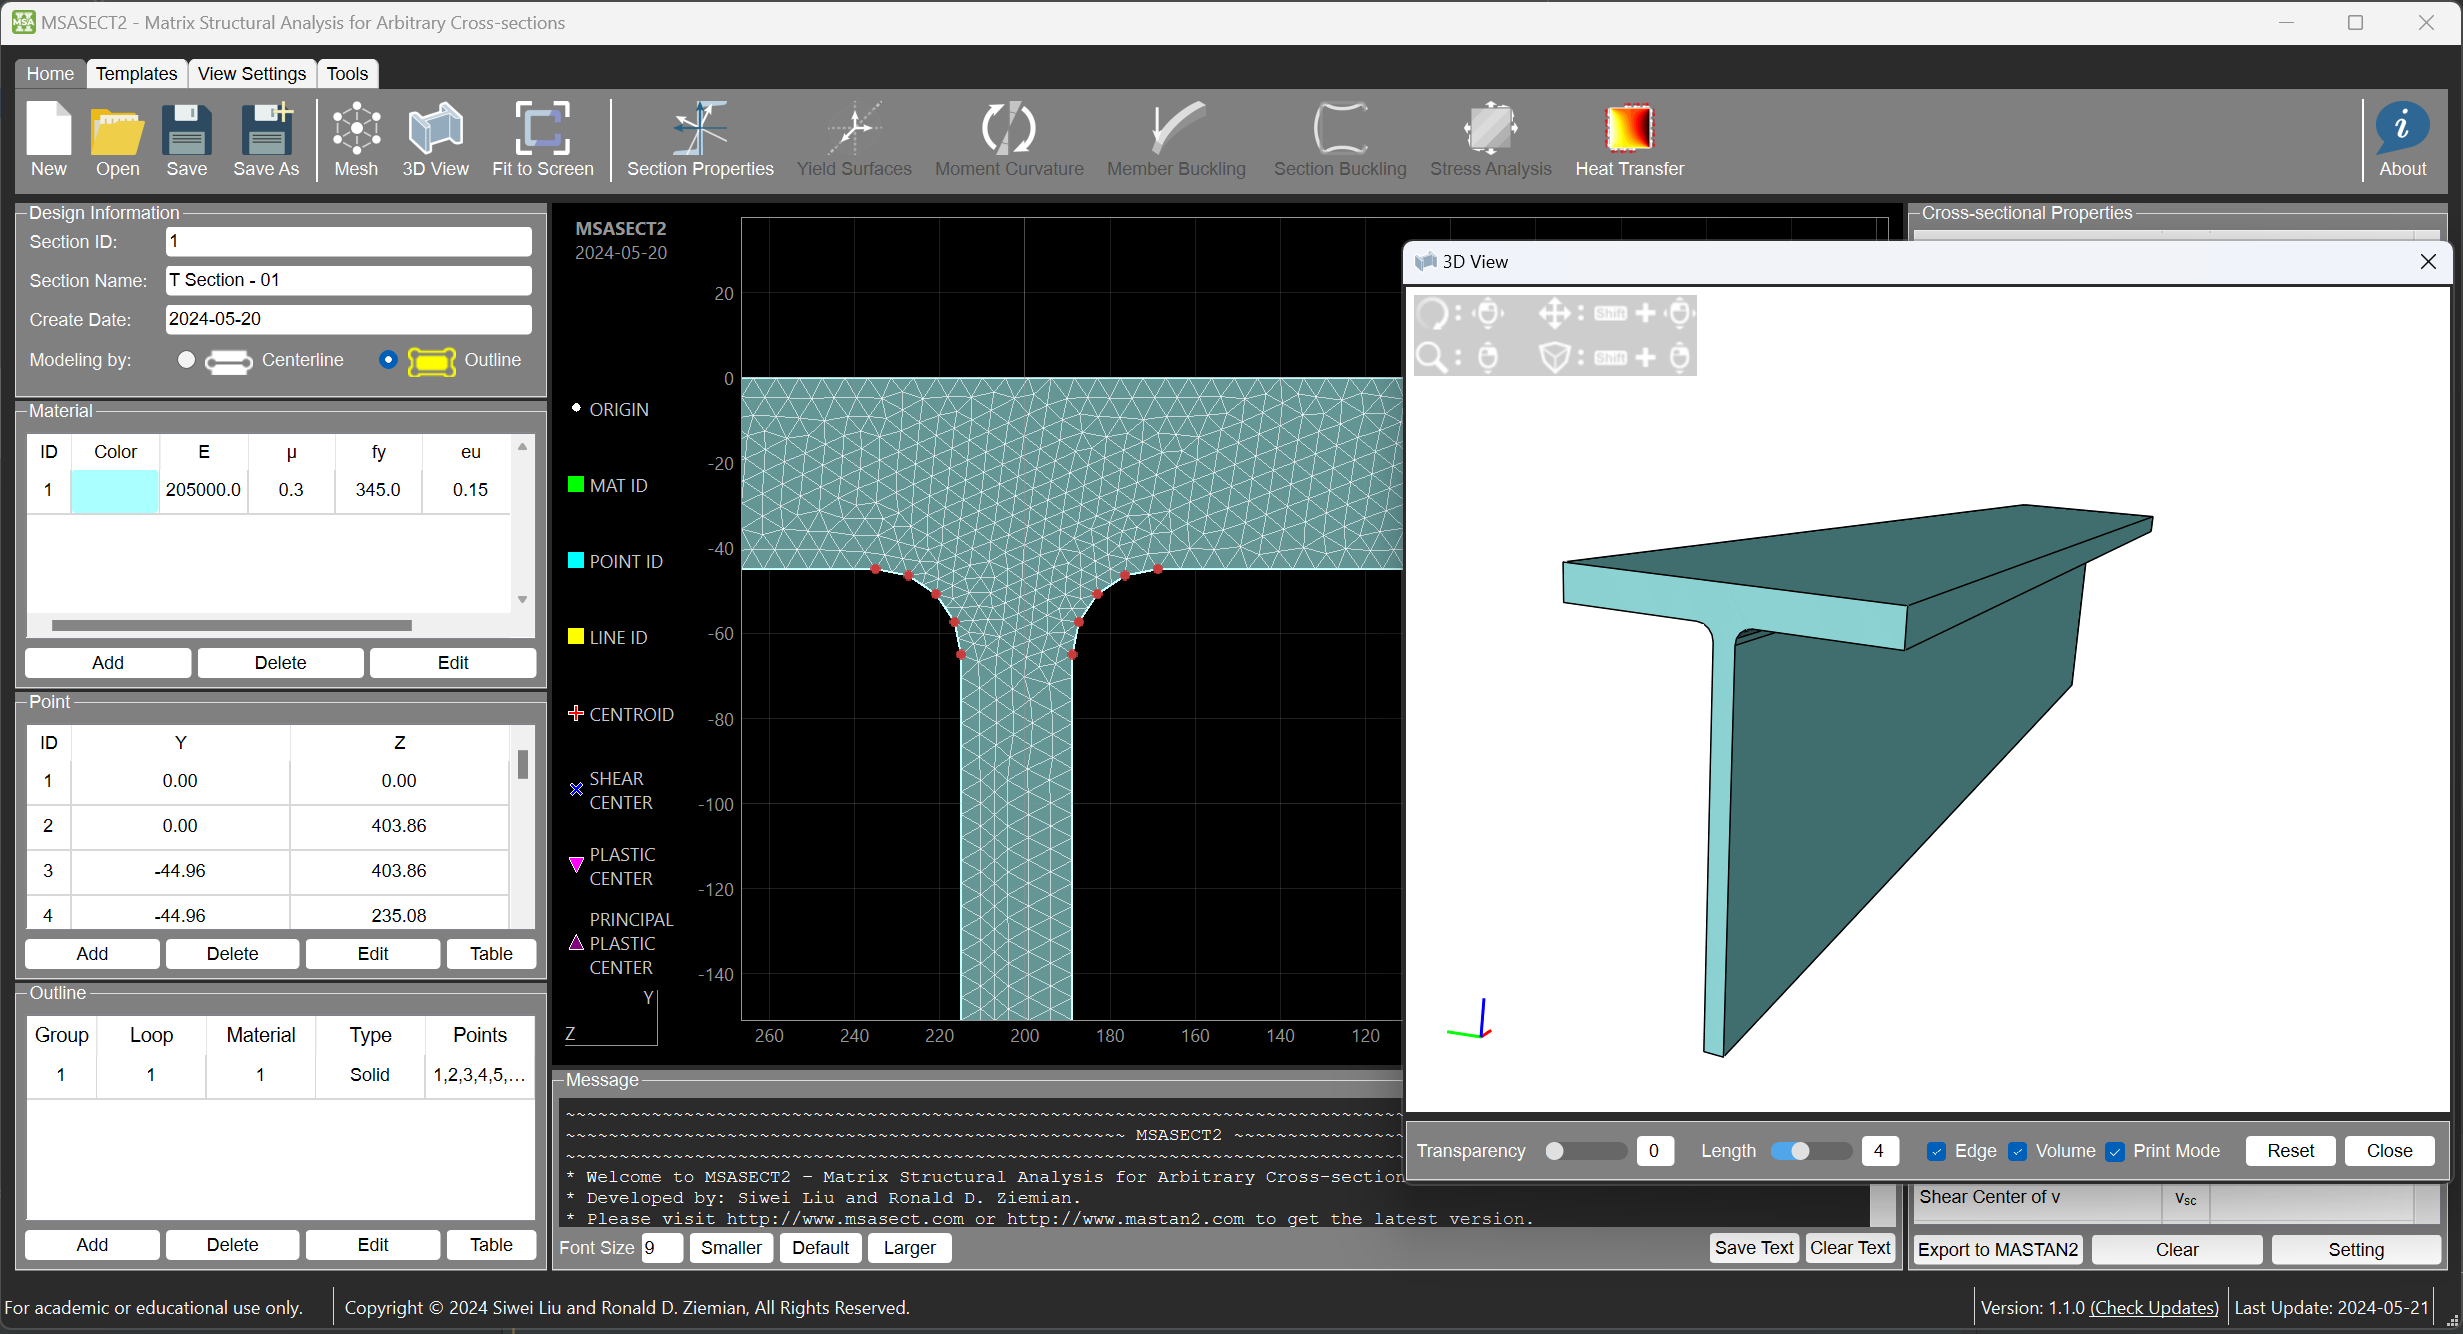 MSASECT2 - Matrix Structural Analysis for Arbitrary Cross-sections
Home Templates View Settings Tools
New Open Save Save As Mesh 3D View Fit to Screen Section Properties Yield Surfaces Moment Curvature Member Buckling Section Buckling Stress Analysis Heat Transfer About
Design Information
Section ID: 1
Section Name: T Section - 01
Create Date: 2024-05-20
Modeling by: Centerline Outline
Material
ID Color E µ fy eu
1 205000.0 0.3 345.0 0.15
Add Delete Edit
Point
ID Y Z
1 0.00 0.00
2 0.00 403.86
3 -44.96 403.86
4 -44.96 235.08
Add Delete Edit Table
Outline
Group Loop Material Type Points
1 1 1 Solid 1,2,3,4,5,...
Add Delete Edit Table
MSASECT2
2024-05-20
ORIGIN
MAT ID
POINT ID
LINE ID
CENTROID
SHEAR
CENTER
PLASTIC
CENTER
PRINCIPAL
PLASTIC
CENTER
Y
Z
20
0
-20
-40
-60
-80
-100
-120
-140
260 240 220 200 180 160 140 120
Message
~~~~~~~~~~~~~~~~~~~~~~~~~~~~~~~~~~~~~~~~~~~~~~~~~~~~~~~~~~~~~~~~~~~~~~~~~~~~~~
~~~~~~~~~~~~~~~~~~~~~~~~~~~~~~~~~~~~~~~~~~~~~~~~~~~~ MSASECT2 ~~~~~~~~~~~~~~~~
~~~~~~~~~~~~~~~~~~~~~~~~~~~~~~~~~~~~~~~~~~~~~~~~~~~~~~~~~~~~~~~~~~~~~~~~~~~~~~
* Welcome to MSASECT2 - Matrix Structural Analysis for Arbitrary Cross-section
* Developed by: Siwei Liu and Ronald D. Ziemian.
* Please visit http://www.msasect.com or http://www.mastan2.com to get the latest version.
Font Size 9 Smaller Default Larger Save Text Clear Text
Cross-sectional Properties
3D View
: : Shift +
: : Shift +
Transparency 0 Length 4 Edge Volume Print Mode Reset Close
Shear Center of v vsc
Export to MASTAN2 Clear Setting
For academic or educational use only. Copyright © 2024 Siwei Liu and Ronald D. Ziemian, All Rights Reserved. Version: 1.1.0 (Check Updates) Last Update: 2024-05-21